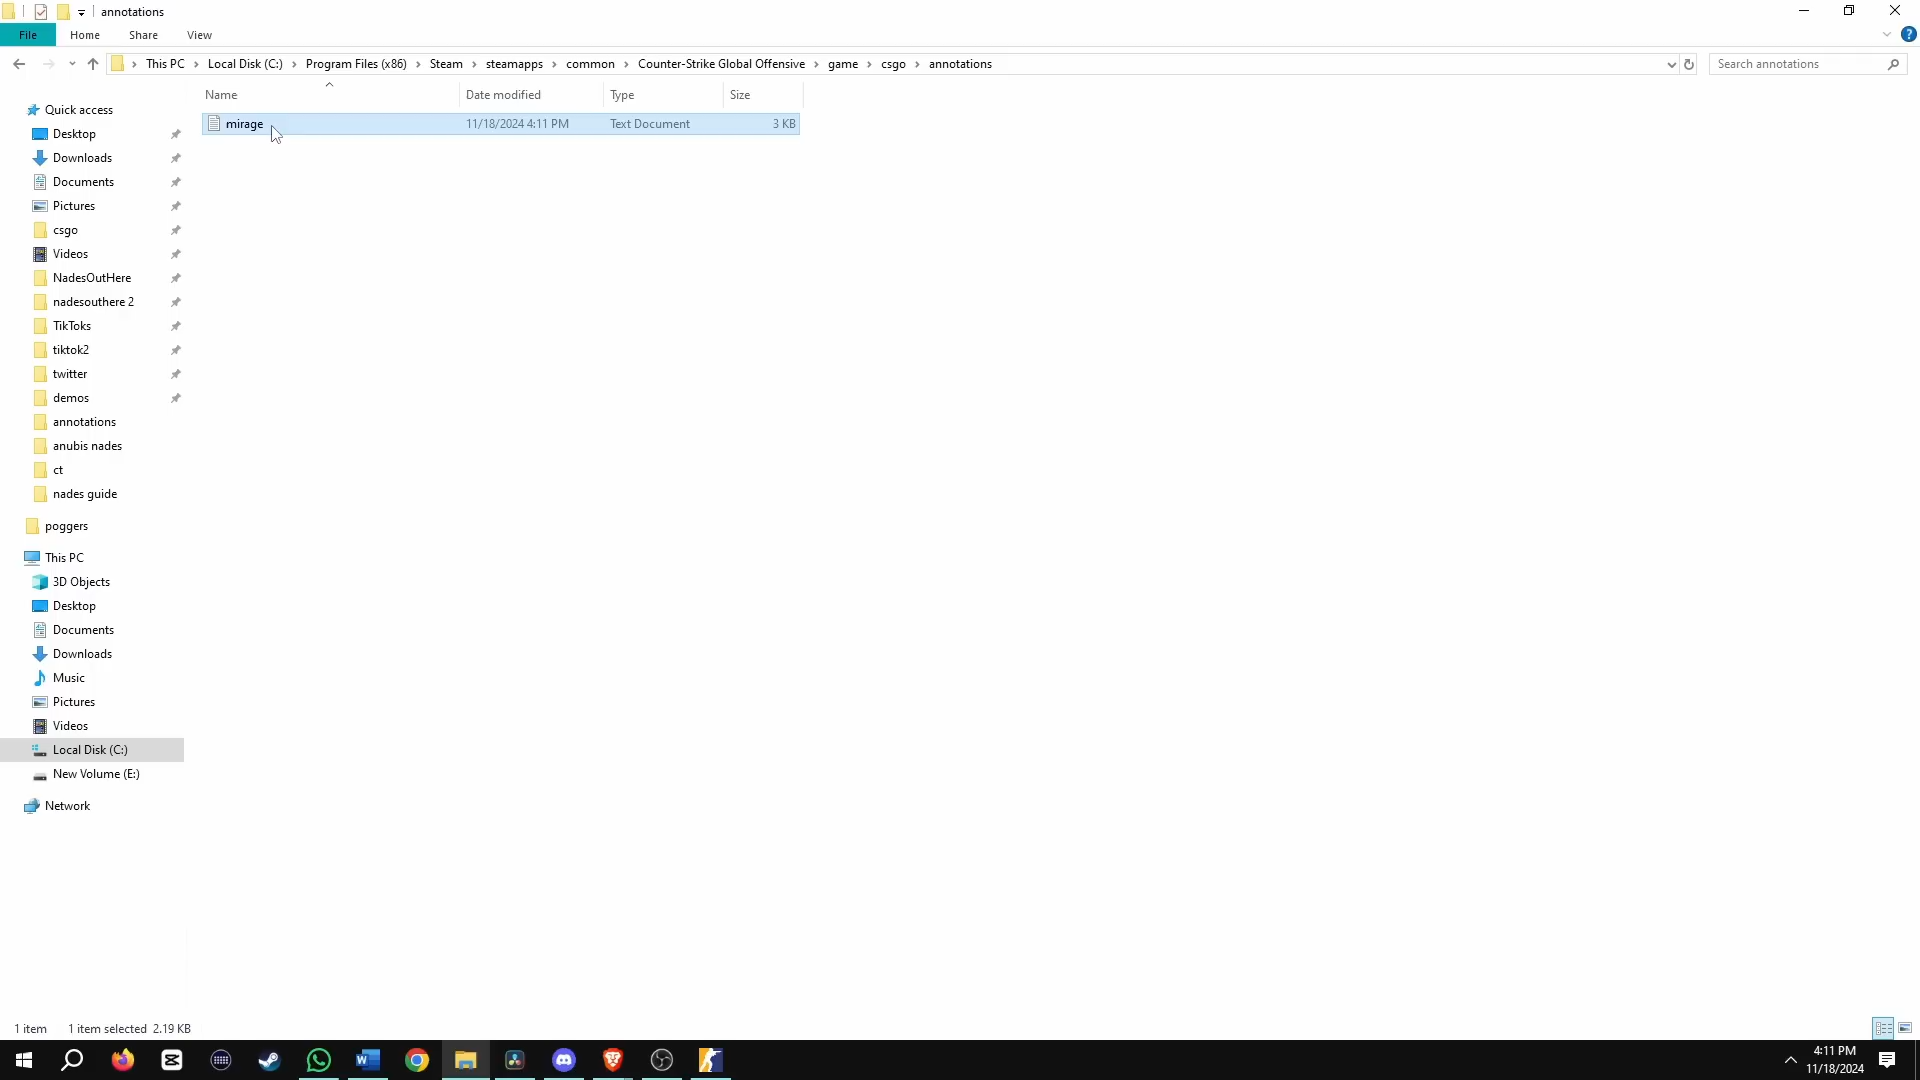 annotations
File Home Share View
This PC Local Disk (C:) Program Files (x86) Steam steamapps common Counter-Strike Global Offensive game csgo annotations
Search annotations
Name Date modified Type Size
mirage 11/18/2024 4:11 PM Text Document 3 KB
Quick access
Desktop
Downloads
Documents
Pictures
csgo
Videos
NadesOutHere
nadesouthere 2
TikToks
tiktok2
twitter
demos
annotations
anubis nades
ct
nades guide
poggers
This PC
3D Objects
Desktop
Documents
Downloads
Music
Pictures
Videos
Local Disk (C:)
New Volume (E:)
Network
1 item 1 item selected 2.19 KB
4:11 PM
11/18/2024